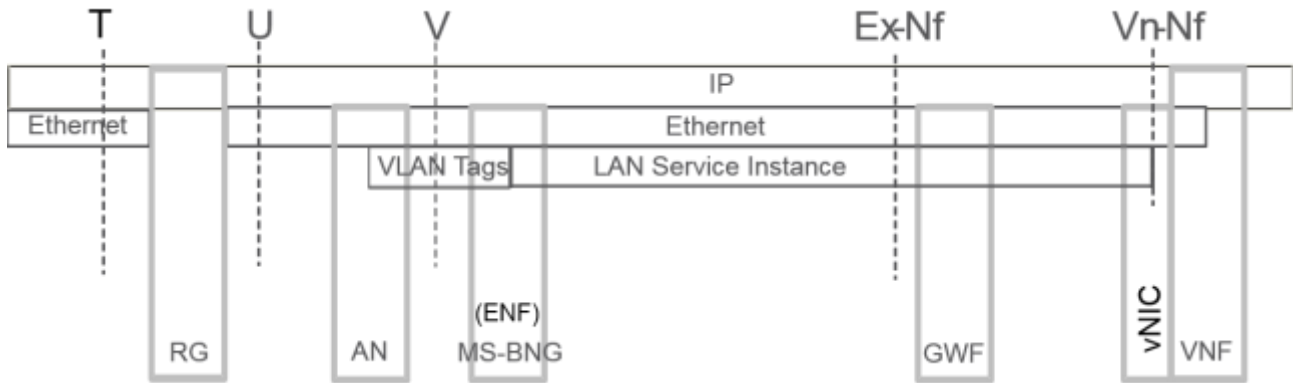 T U V Ex-Nf Vn-Nf
IP
Ethernet Ethernet
VLAN Tags LAN Service Instance
(ENF)
RG AN MS-BNG GWF vNIC VNF